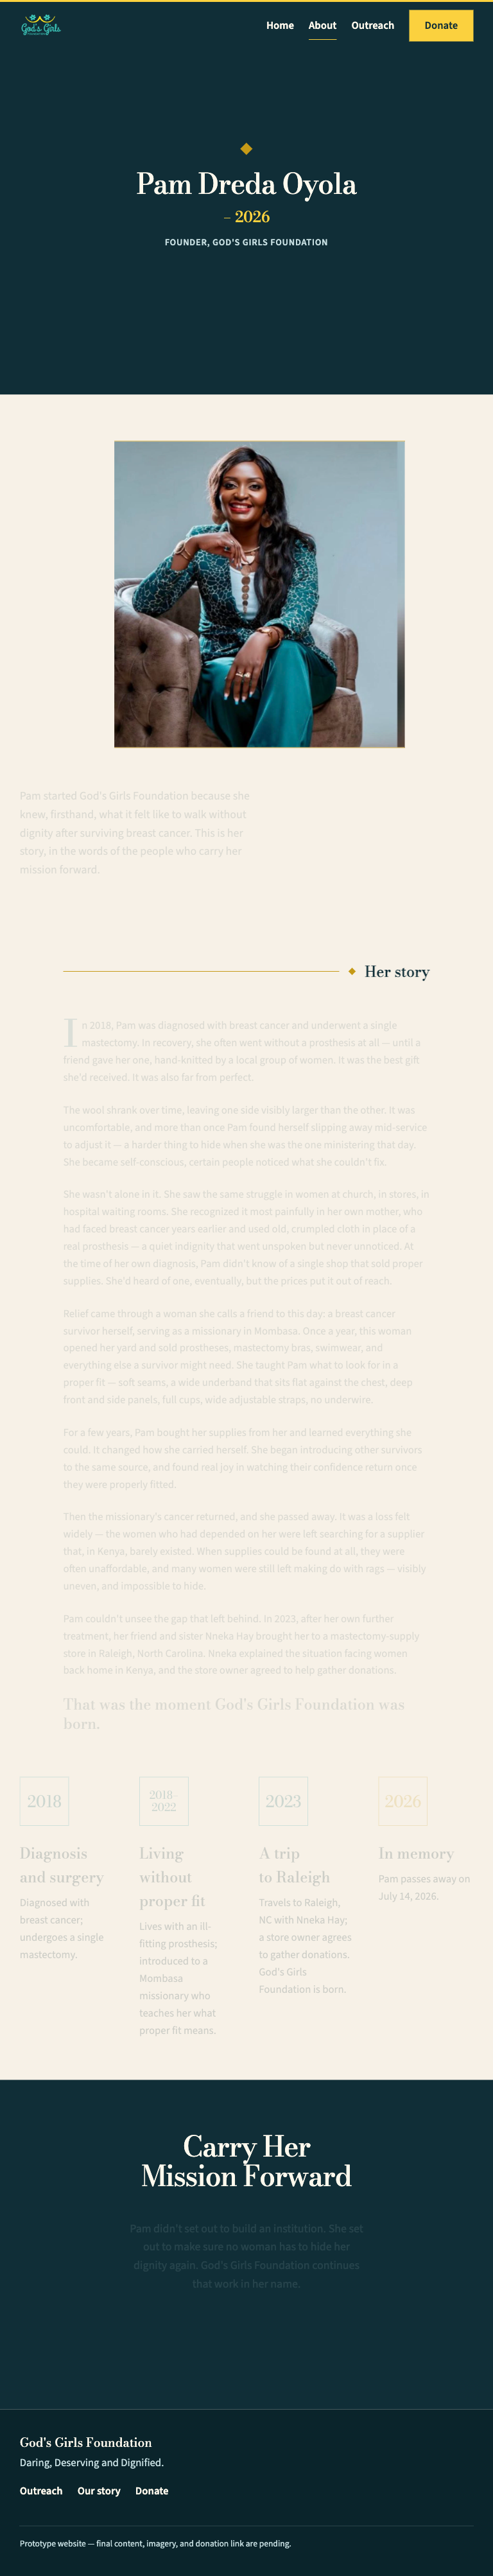 God's Girls
Home About Outreach Donate
Pam Dreda Oyola
– 2026
FOUNDER, GOD'S GIRLS FOUNDATION
Pam started God's Girls Foundation because she
knew, firsthand, what it felt like to walk without
dignity after surviving breast cancer. This is her
story, in the words of the people who carry her
mission forward.
Her story
In 2018, Pam was diagnosed with breast cancer and underwent a single
mastectomy. In recovery, she often went without a prosthesis at all — until a
friend gave her one, hand-knitted by a local group of women. It was the best gift
she'd received. It was also far from perfect.
The wool shrank over time, leaving one side visibly larger than the other. It was
uncomfortable, and more than once Pam found herself slipping away mid-service
to adjust it — a harder thing to hide when she was the one ministering that day.
She became self-conscious, certain people noticed what she couldn't fix.
She wasn't alone in it. She saw the same struggle in women at church, in stores, in
hospital waiting rooms. She recognized it most painfully in her own mother, who
had faced breast cancer years earlier and used old, crumpled cloth in place of a
real prosthesis — a quiet indignity that went unspoken but never unnoticed. At
the time of her own diagnosis, Pam didn't know of a single shop that sold proper
supplies. She'd heard of one, eventually, but the prices put it out of reach.
Relief came through a woman she calls a friend to this day: a breast cancer
survivor herself, serving as a missionary in Mombasa. Once a year, this woman
opened her yard and sold prostheses, mastectomy bras, swimwear, and
everything else a survivor might need. She taught Pam what to look for in a
proper fit — soft seams, a wide underband that sits flat against the chest, deep
front and side panels, full cups, wide adjustable straps, no underwire.
For a few years, Pam bought her supplies from her and learned everything she
could. It changed how she carried herself. She began introducing other survivors
to the same source, and found real joy in watching their confidence return once
they were properly fitted.
Then the missionary's cancer returned, and she passed away. It was a loss felt
widely — the women who had depended on her were left searching for a supplier
that, in Kenya, barely existed. When supplies could be found at all, they were
often unaffordable, and many women were still left making do with rags — visibly
uneven, and impossible to hide.
Pam couldn't unsee the gap that left behind. In 2023, after her own further
treatment, her friend and sister Nneka Hay brought her to a mastectomy-supply
store in Raleigh, North Carolina. Nneka explained the situation facing women
back home in Kenya, and the store owner agreed to help gather donations.
That was the moment God's Girls Foundation was
born.
2018
Diagnosis
and surgery
Diagnosed with
breast cancer;
undergoes a single
mastectomy.
2018–
2022
Living
without
proper fit
Lives with an ill-
fitting prosthesis;
introduced to a
Mombasa
missionary who
teaches her what
proper fit means.
2023
A trip
to Raleigh
Travels to Raleigh,
NC with Nneka Hay;
a store owner agrees
to gather donations.
God's Girls
Foundation is born.
2026
In memory
Pam passes away on
July 14, 2026.
Carry Her
Mission Forward
Pam didn't set out to build an institution. She set
out to make sure no woman has to hide her
dignity again. God's Girls Foundation continues
that work in her name.
God's Girls Foundation
Daring, Deserving and Dignified.
Outreach Our story Donate
Prototype website — final content, imagery, and donation link are pending.